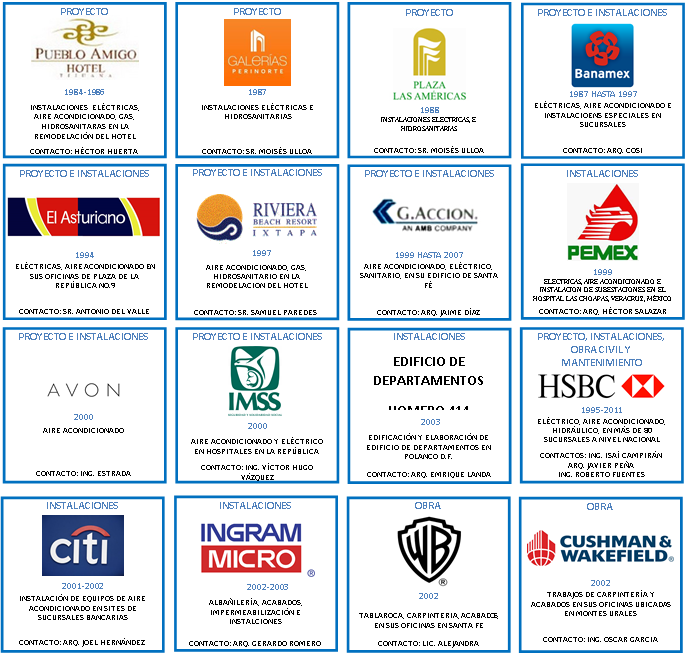 PROYECTO
PUEBLO AMIGO
HOTEL
TIJUANA
1984-1986
INSTALACIONES ELÉCTRICAS,
AIRE ACONDICIONADO, GAS,
HIDROSANITARAS EN LA
REMODELACIÓN DEL HOTEL
CONTACTO: HÉCTOR HUERTA
PROYECTO
GALERÍAS
PERINORTE
1987
INSTALACIONES ELÉCTRICAS E
HIDROSANITARIAS
CONTACTO: SR. MOISÉS ULLOA
PROYECTO
PLAZA
LAS AMÉRICAS
1988
INSTALACIONES ELECTRICAS, E
HIDROSANITARIAS
CONTACTO: SR. MOISÉS ULLOA
PROYECTO E INSTALACIONES
Banamex
1987 HASTA 1997
ELÉCTRICAS, AIRE ACONDICIONADO E
INSTALACIOENS ESPECIALES EN
SUCURSALES
CONTACTO: ARQ. COSI
PROYECTO E INSTALACIONES
El Asturiano
1994
ELÉCTRICAS, AIRE ACONDICIONADO EN
SUS OFICINAS DE PLAZA DE LA
REPÚBLICA NO.9
CONTACTO: SR. ANTONIO DEL VALLE
PROYECTO E INSTALACIONES
RIVIERA
BEACH RESORT
IXTAPA
1997
AIRE ACONDICIONADO, GAS,
HIDROSANITARIO EN LA
REMODELACION DEL HOTEL
CONTACTO: SR. SAMUEL PAREDES
PROYECTO E INSTALACIONES
G.ACCION.
AN AMB COMPANY
1999 HASTA 2007
AIRE ACONDICIONADO, ELÉCTRICO,
SANITARIO, EN SU EDIFICIO DE SANTA
FÉ
CONTACTO: ARQ. JAIME DÍAZ
INSTALACIONES
PEMEX
1999
ELECTRICAS, AIRE ACONDICIONADO E
INSTALACION DE SUBESTACIONES EN EL
HOSPITAL LAS CHOAPAS, VERACRUZ, MÉXICO
CONTACTO: ARQ. HÉCTOR SALAZAR
PROYECTO E INSTALACIONES
AVON
2000
AIRE ACONDICIONADO
CONTACTO: ING. ESTRADA
PROYECTO E INSTALACIONES
IMSS
2000
AIRE ACONDICIONADO Y ELÉCTRICO
EN HOSPITALES EN LA REPÚBLICA
CONTACTO: ING. VÍCTOR HUGO
VÁZQUEZ
INSTALACIONES
EDIFICIO DE
DEPARTAMENTOS
HOMERO 414
2003
EDIFICACIÓN Y ELABORACIÓN DE
EDIFICIO DE DEPARTAMENTOS EN
POLANCO D.F.
CONTACTO: ARQ. EMRIQUE LANDA
PROYECTO, INSTALACIONES,
OBRA CIVIL Y
MANTENIMIENTO
HSBC
1995-2011
ELÉCTRICO, AIRE ACONDICIONADO,
HIDRÁULICO, EN MÁS DE 90
SUCURSALES A NIVEL NACIONAL
CONTACTOS: ING. ISAÍ CAMPIRÁN
ARQ. JAVIER PEÑA
ING. ROBERTO FUENTES
INSTALACIONES
citi
2001-2002
INSTALACIÓN DE EQUIPOS DE AIRE
ACONDICIONADO EN SITES DE
SUCURSALES BANCARIAS
CONTACTO: ARQ. JOEL HERNÁNDEZ
INSTALACIONES
INGRAM
MICRO ®
2002-2003
ALBAÑILERÍA, ACABADOS,
IMPERMEABILIZACIÓN E
INSTALCIONES
CONTACTO: ARQ. GERARDO ROMERO
OBRA
WB ®
2002
TABLAROCA, CARPINTERIA, ACABADOS,
EN SUS OFICINAS EN SANTA FE
CONTACTO: LIC. ALEJANDRA
OBRA
CUSHMAN &
WAKEFIELD®
2002
TRABAJOS DE CARPINTERÍA Y
ACABADOS EN SUS OFICINAS UBICADAS
EN MONTES URALES
CONTACTO: ING. OSCAR GARCIA